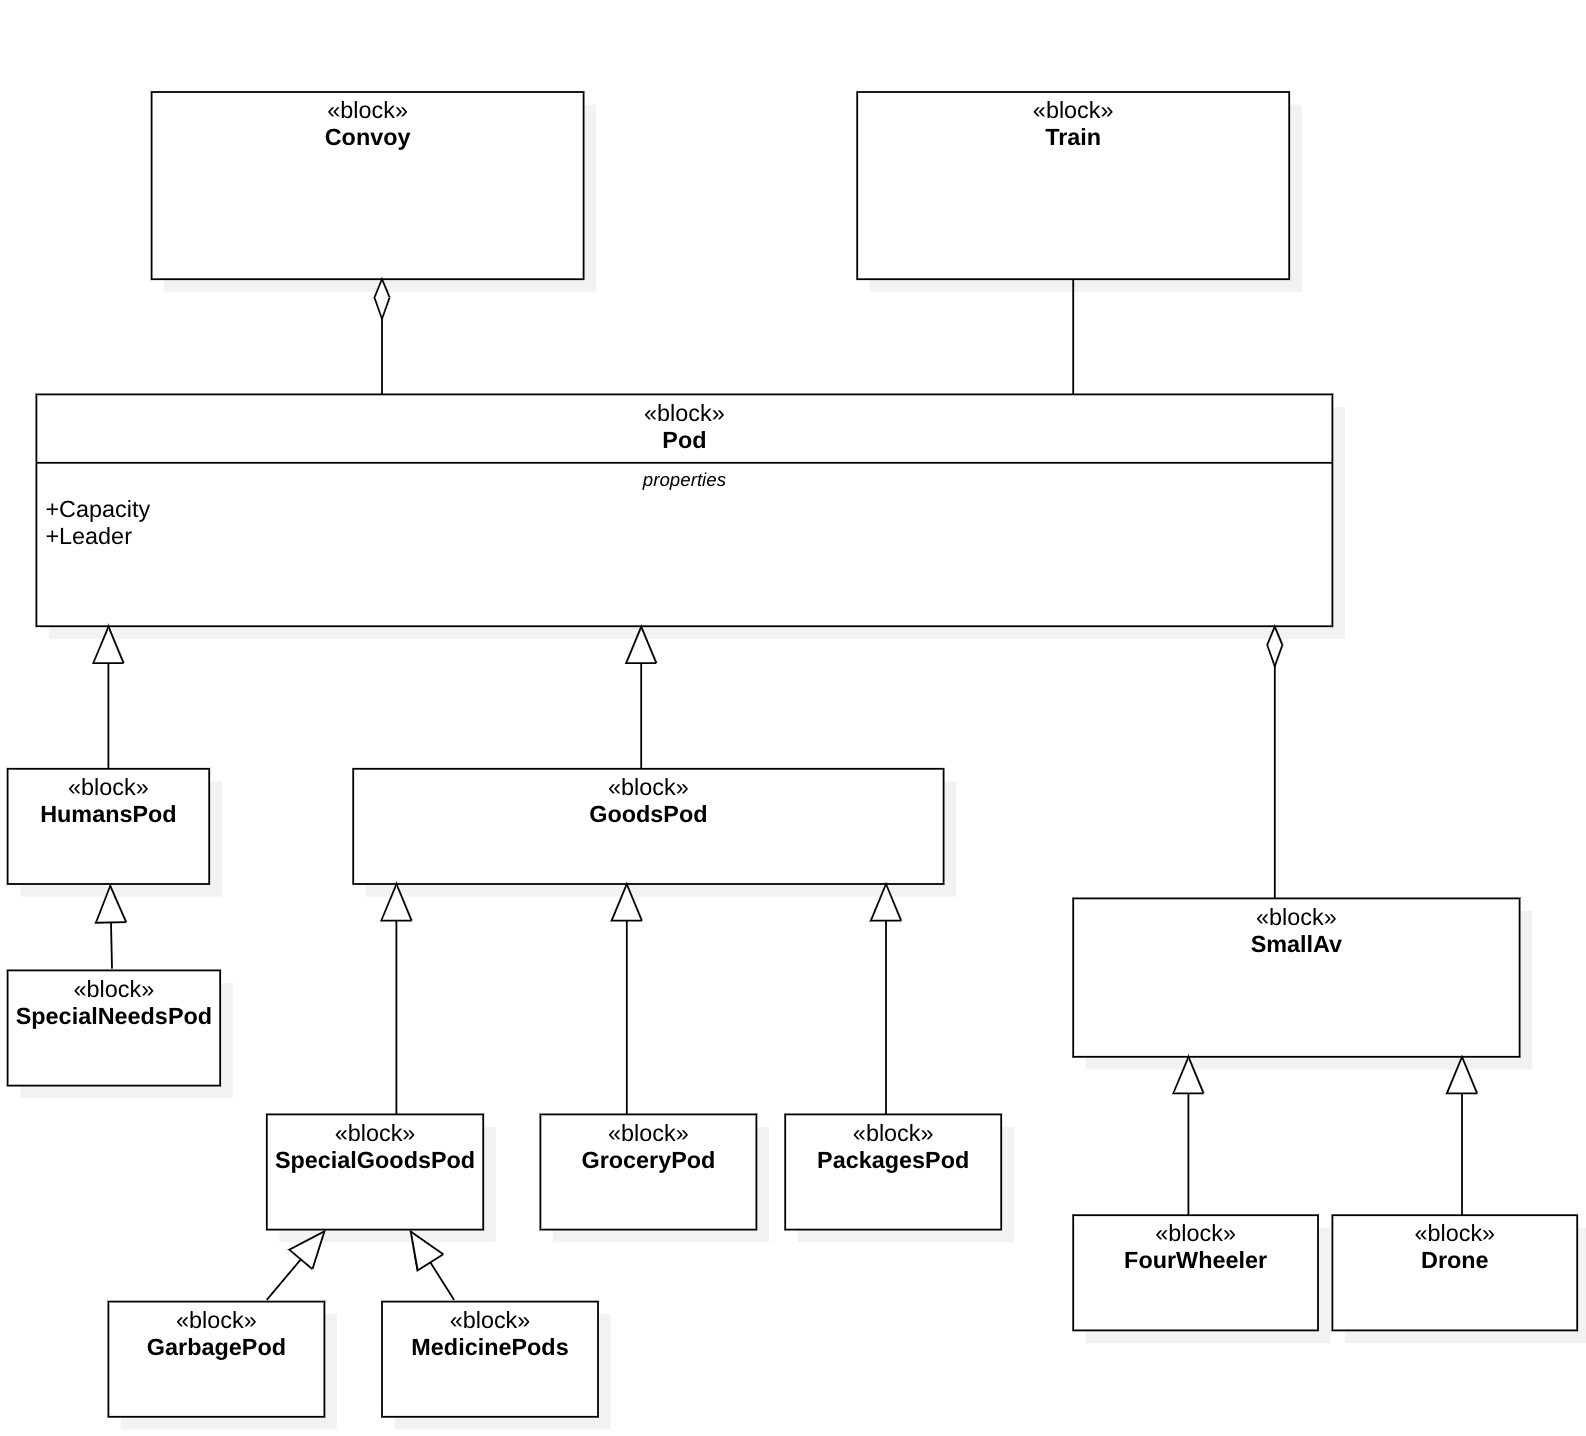 «block»
Convoy
«block»
Train
«block»
Pod
properties
+Capacity
+Leader
«block»
HumansPod
«block»
GoodsPod
«block»
SmallAv
«block»
SpecialNeedsPod
«block»
SpecialGoodsPod
«block»
GroceryPod
«block»
PackagesPod
«block»
FourWheeler
«block»
Drone
«block»
GarbagePod
«block»
MedicinePods